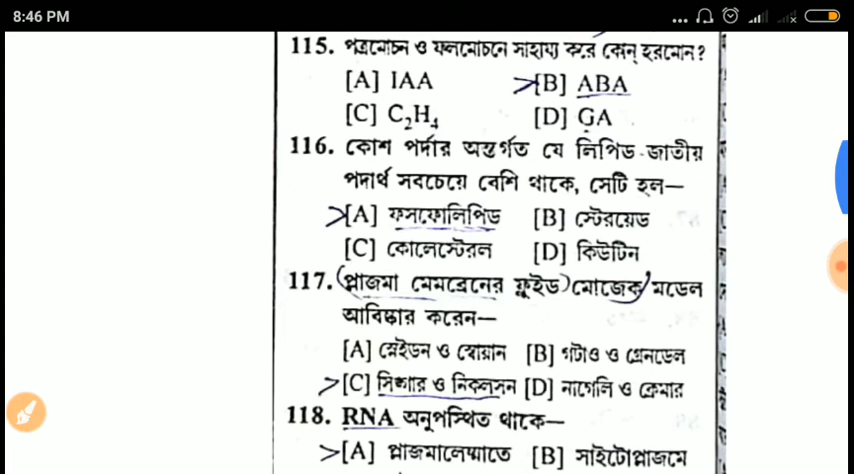 8:46 PM
115. পত্রমোচন ও ফলমোচনে সাহায্য করে কোন্ হরমোন?
[A] IAA [B] ABA
[C] C₂H₄ [D] GA
116. কোশ পর্দার অন্তর্গত যে লিপিড জাতীয়
পদার্থ সবচেয়ে বেশি থাকে, সেটি হল—
[A] ফসফোলিপিড [B] স্টেরয়েড
[C] কোলেস্টেরল [D] কিউটিন
117. (প্লাজমা মেমব্রেনের ফ্লুইড) মোজেক মডেল
আবিষ্কার করেন—
[A] স্নেইডন ও স্বোয়ান [B] গটাও ও গ্রেনডেল
[C] সিঙ্গার ও নিকলসন [D] নাগেলি ও ক্রেমার
118. RNA অনুপস্থিত থাকে—
[A] প্লাজমালেম্মাতে [B] সাইটোপ্লাজমে